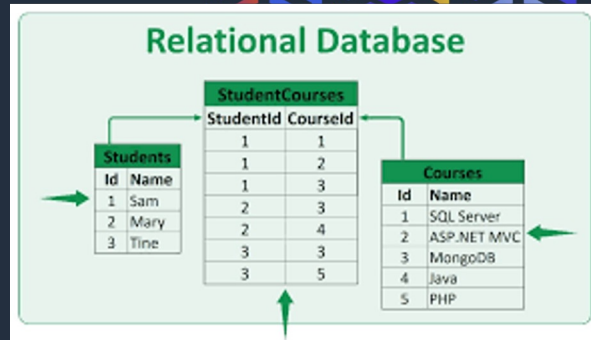 Relational Database
StudentCourses
StudentId CourseId
1 1
1 2
1 3
2 3
2 4
3 3
3 5
Students
Id Name
1 Sam
2 Mary
3 Tine
Courses
Id Name
1 SQL Server
2 ASP.NET MVC
3 MongoDB
4 Java
5 PHP